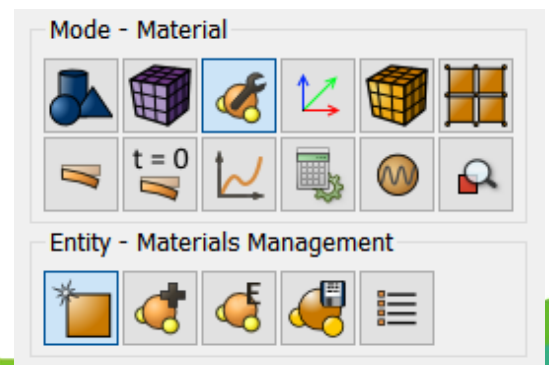 Mode - Material
t = 0
Entity - Materials Management
E